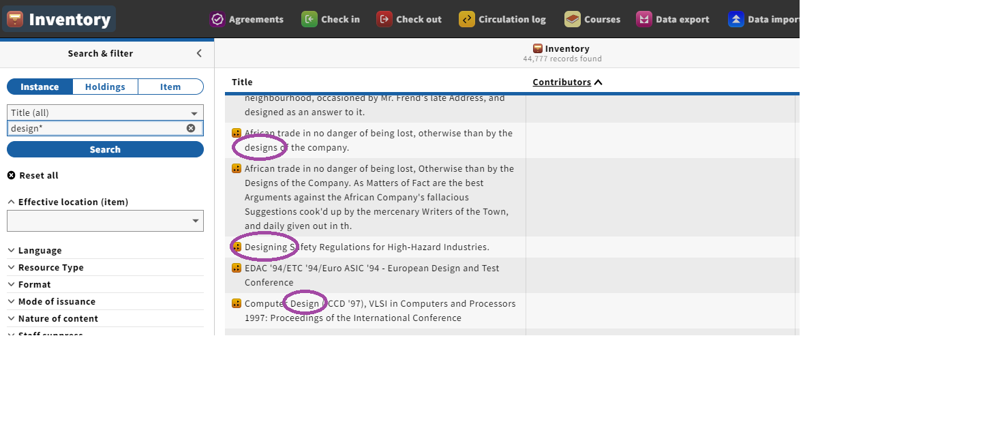 Inventory
Agreements
Check in
Check out
Circulation log
Courses
Data export
Data impor
Search & filter
Inventory
44,777 records found
Instance
Holdings
Item
Title (all)
design*
Search
Reset all
Effective location (item)
Language
Resource Type
Format
Mode of issuance
Nature of content
Staff suppress
Title
Contributors
neighbourhood, occasioned by Mr. Frend's late Address, and
designed as an answer to it.
African trade in no danger of being lost, otherwise than by the
designs of the company.
African trade in no danger of being lost, Otherwise than by the
Designs of the Company. As Matters of Fact are the best
Arguments against the African Company's fallacious
Suggestions cook'd up by the mercenary Writers of the Town,
and daily given out in th.
Designing Safety Regulations for High-Hazard Industries.
EDAC '94/ETC '94/Euro ASIC '94 - European Design and Test
Conference
Computer Design (ICCD '97), VLSI in Computers and Processors
1997: Proceedings of the International Conference